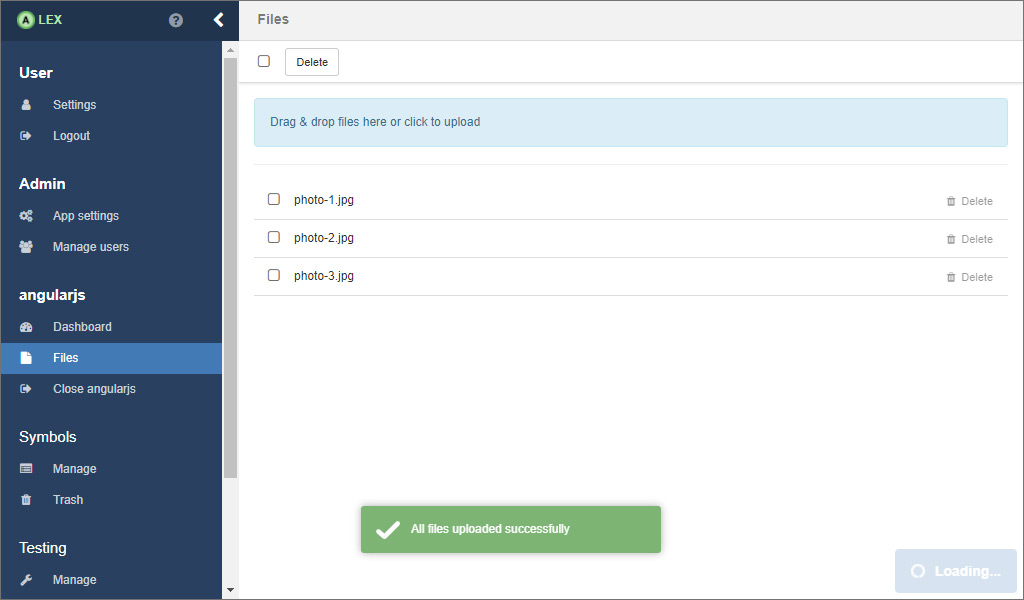 A LEX ?
Files
Delete
User
Settings
Logout
Admin
App settings
Manage users
angularjs
Dashboard
Files
Close angularjs
Symbols
Manage
Trash
Testing
Manage
Drag & drop files here or click to upload
photo-1.jpg Delete
photo-2.jpg Delete
photo-3.jpg Delete
All files uploaded successfully
Loading...